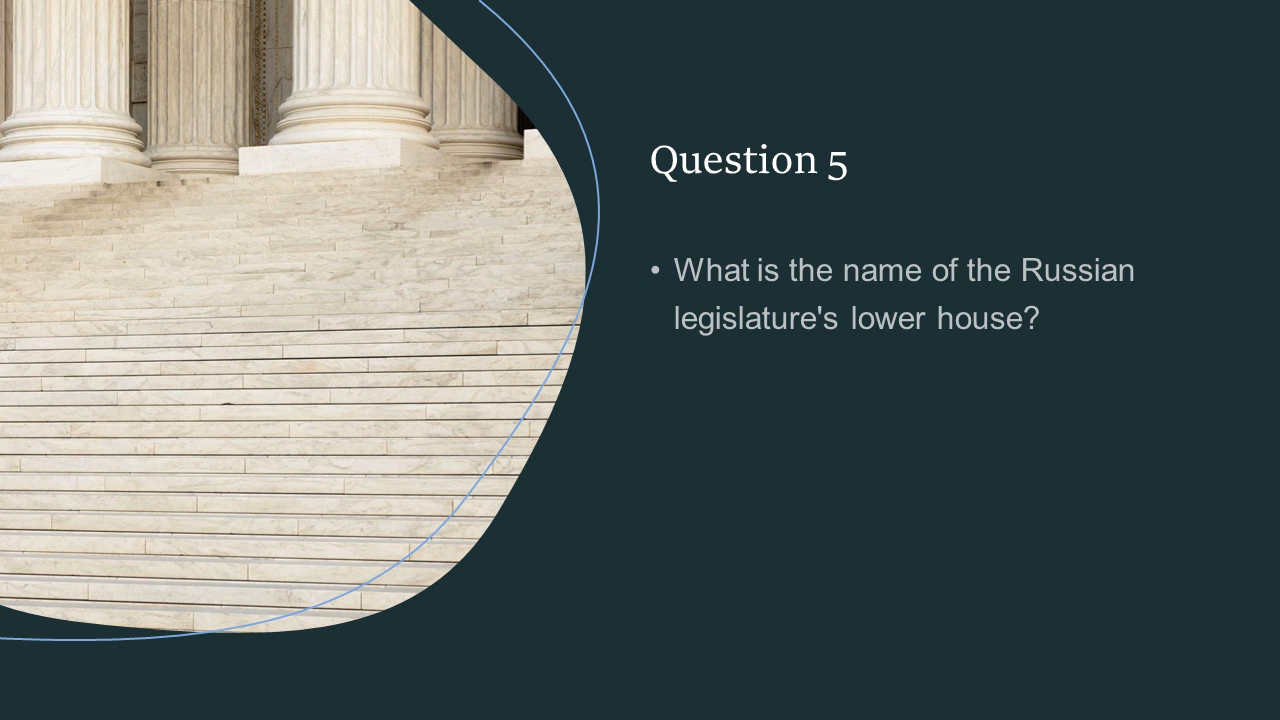 Question 5
• What is the name of the Russian
legislature's lower house?